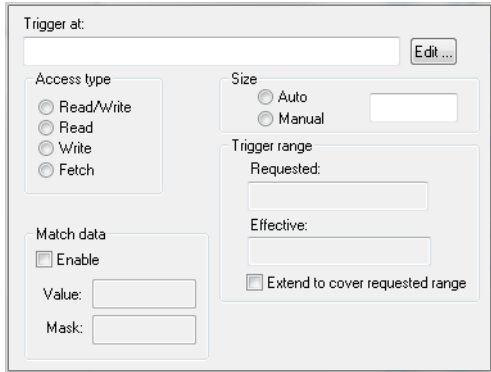 Trigger at:
Edit ...
Access type
Read/Write
Read
Write
Fetch
Size
Auto
Manual
Trigger range
Requested:
Effective:
Extend to cover requested range
Match data
Enable
Value:
Mask: